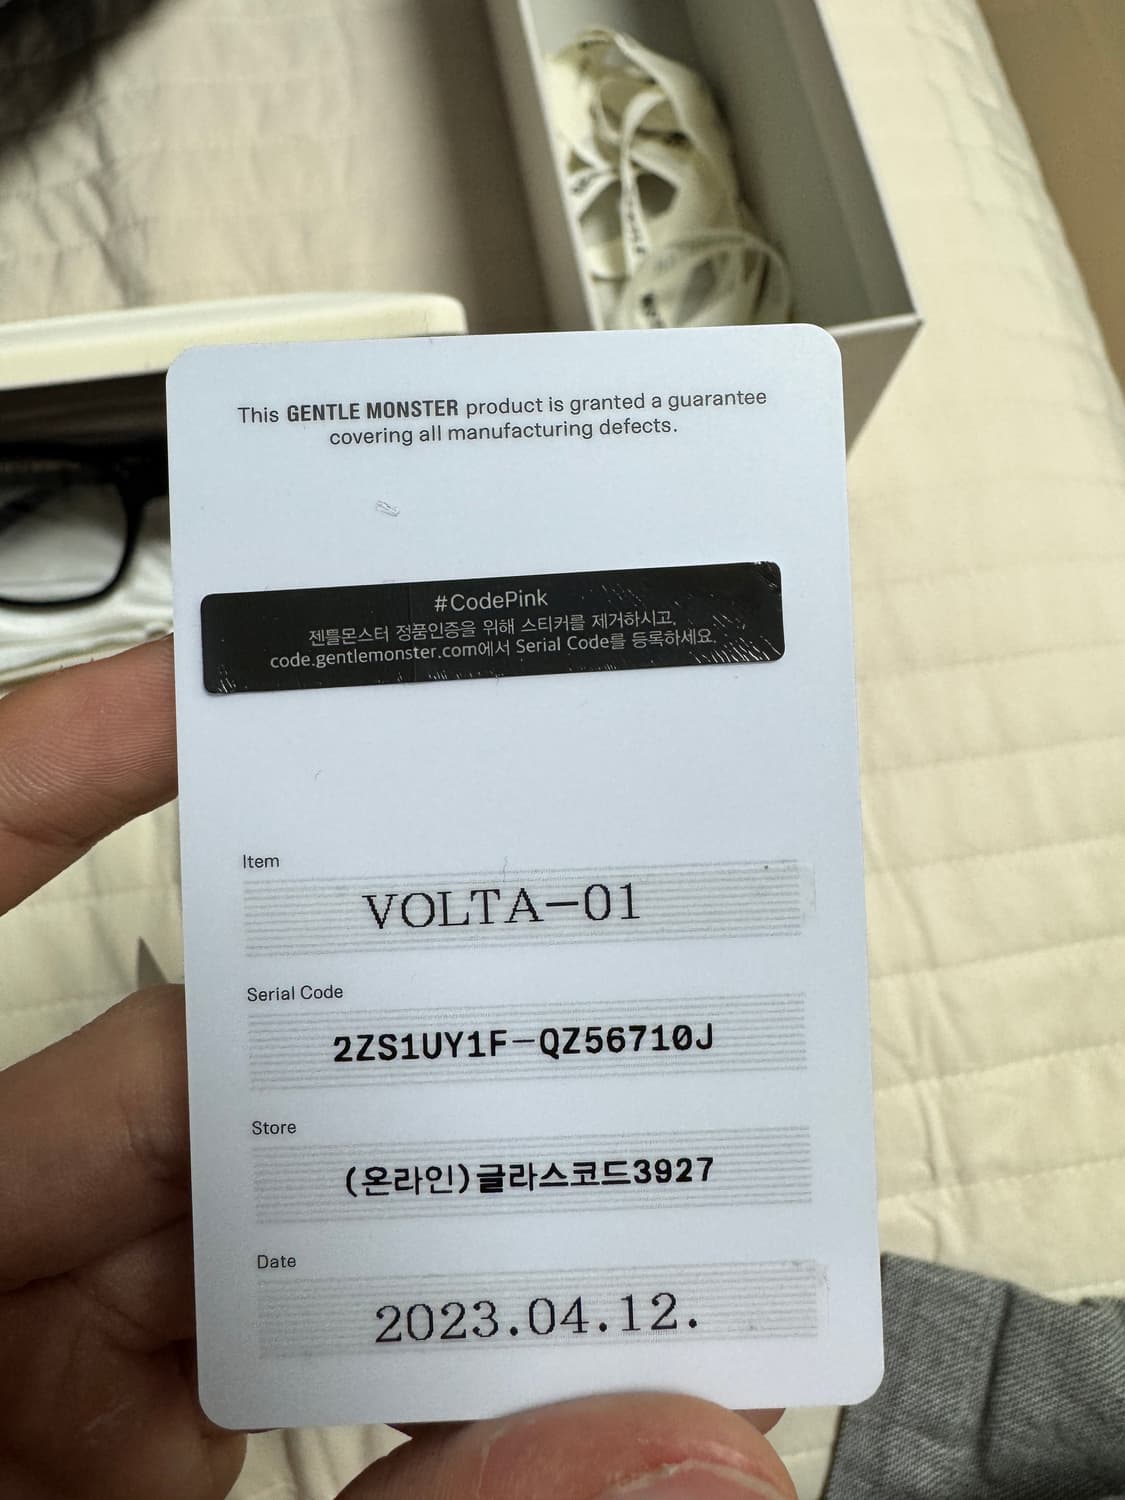 This GENTLE MONSTER product is granted a guarantee
covering all manufacturing defects.
#CodePink
젠틀몬스터 정품인증을 위해 스티커를 제거하시고,
code.gentlemonster.com에서 Serial Code를 등록하세요.
Item
VOLTA-01
Serial Code
2ZS1UY1F-QZ56710J
Store
(온라인)글라스코드3927
Date
2023.04.12.